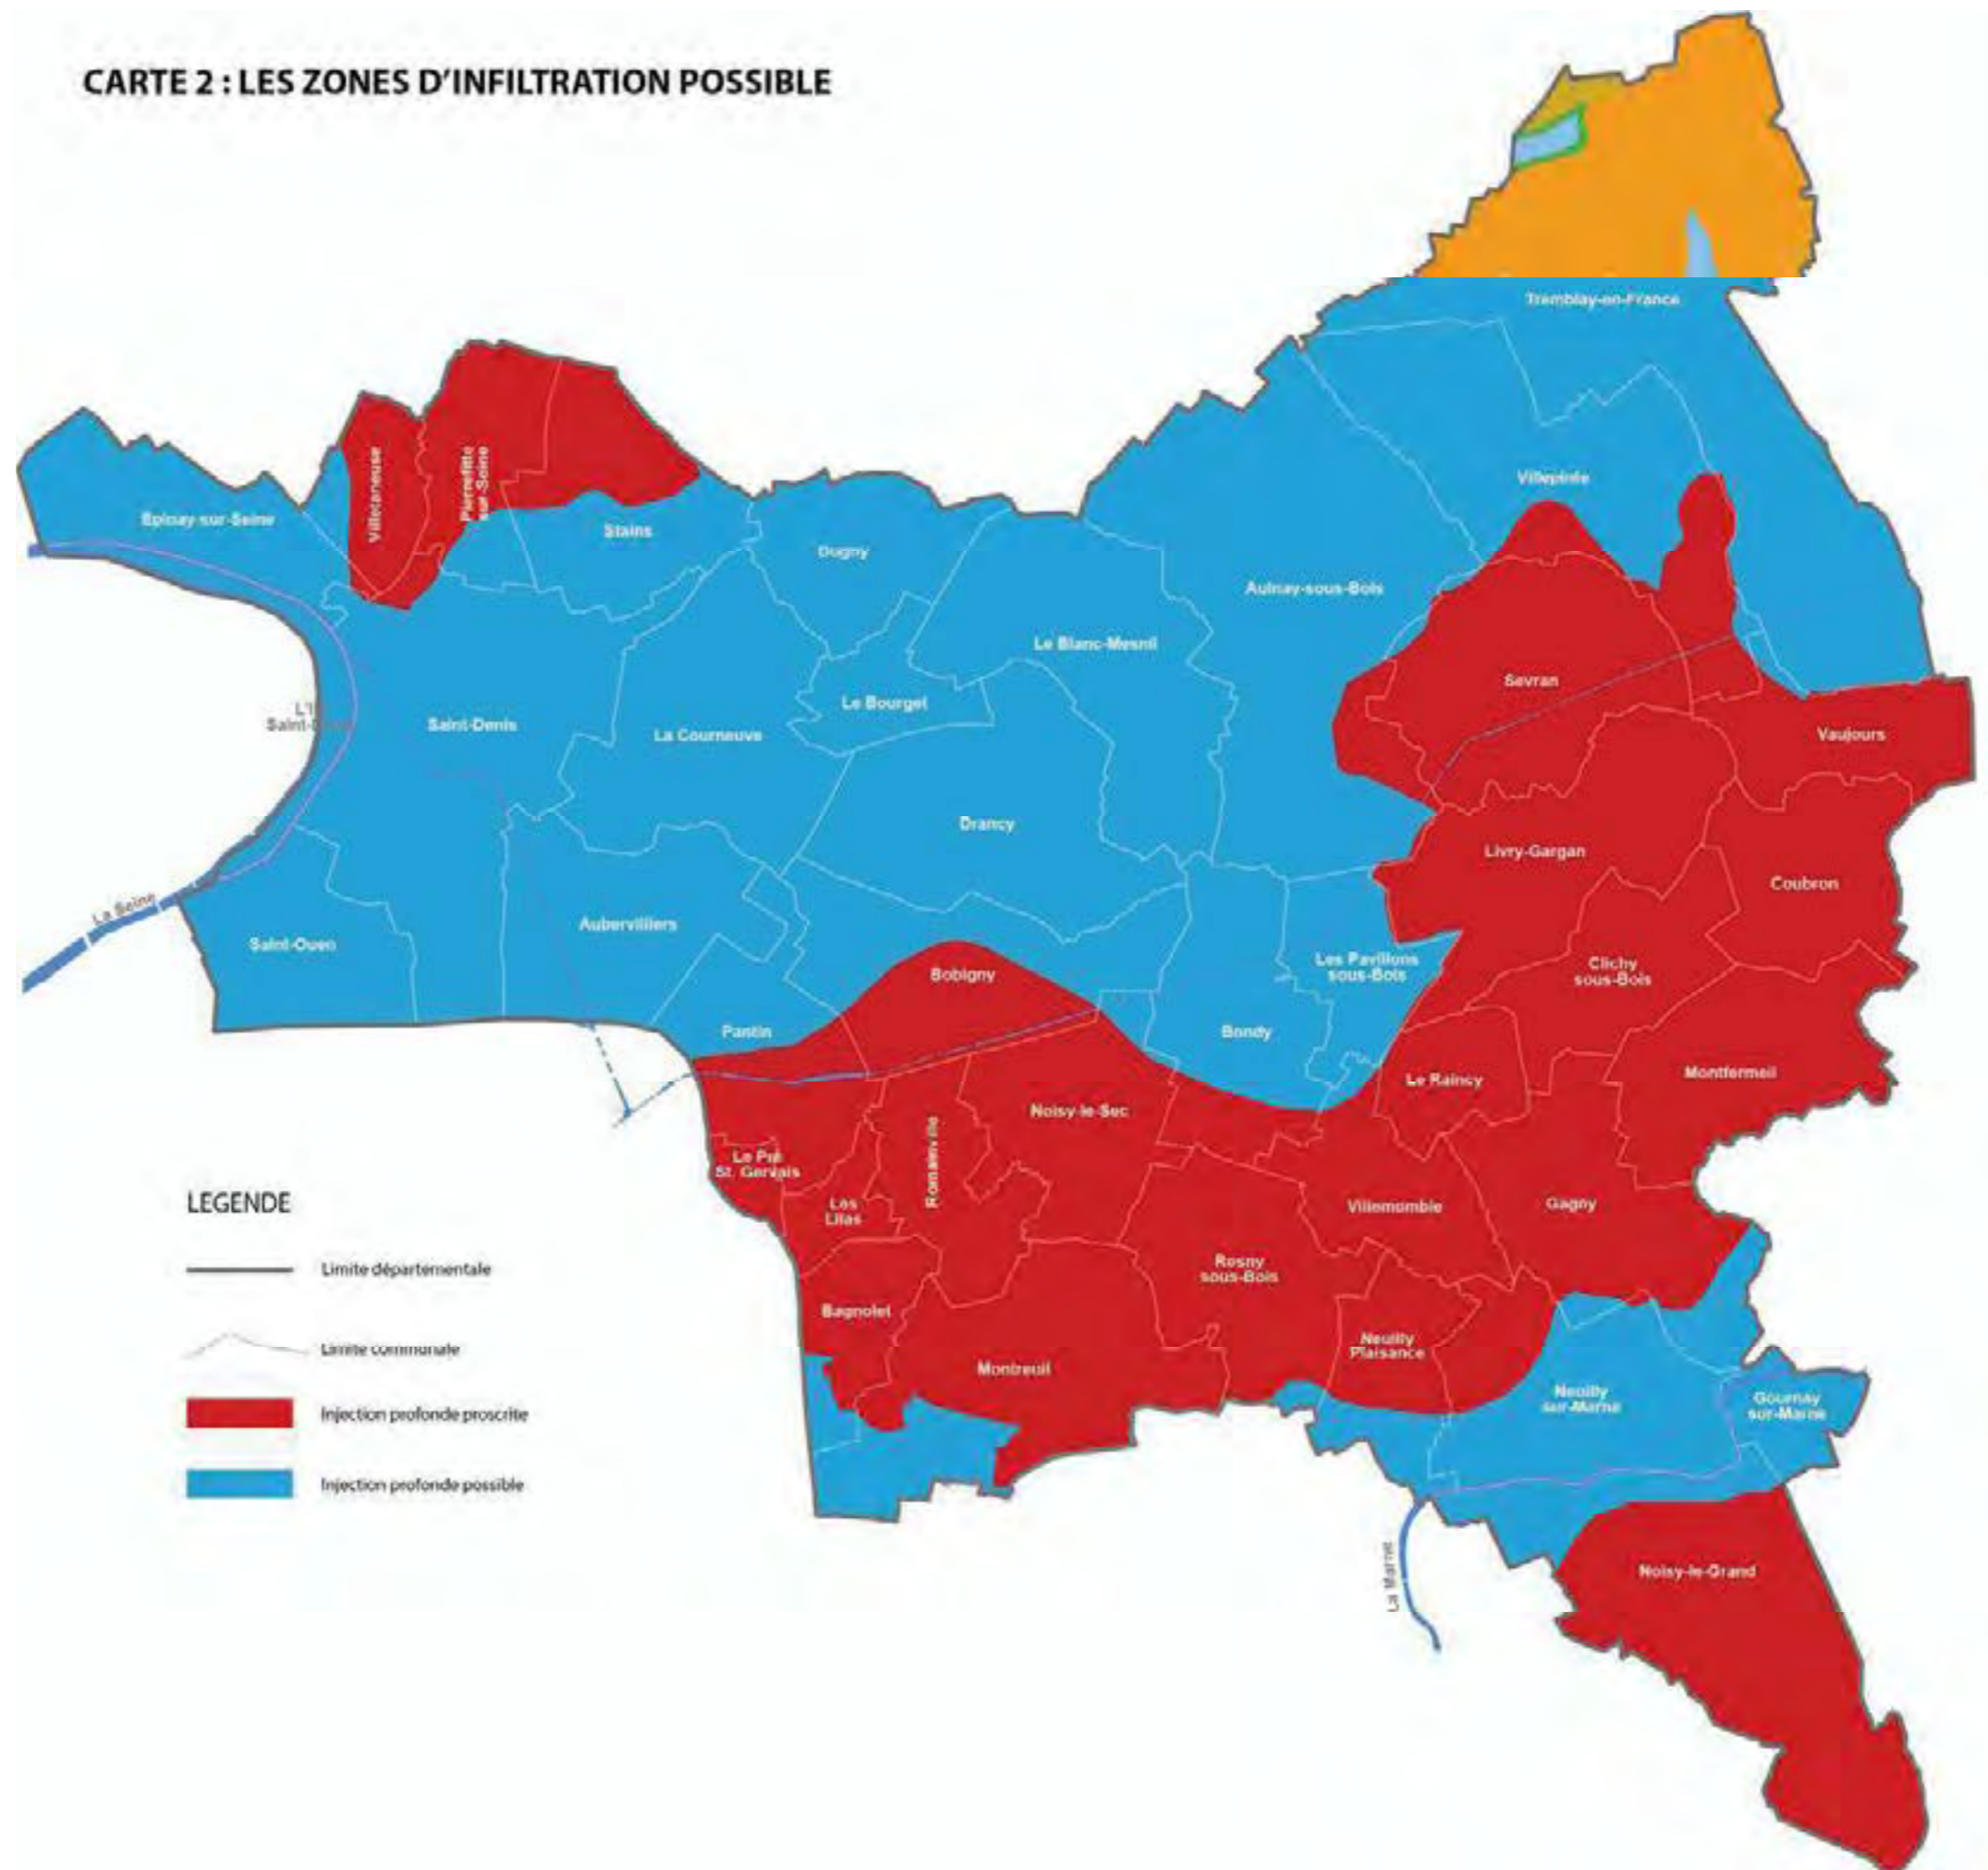 CARTE 2 : LES ZONES D'INFILTRATION POSSIBLE
Tremblay-en-France
Villepinte
Villetaneuse
Pierrefitte
sur-Seine
Epinay-sur-Seine
Stains
Dugny
Aulnay-sous-Bois
Le Blanc-Mesnil
Sevran
Le Bourget
Saint-Denis
La Courneuve
Vaujours
Drancy
Livry-Gargan
Coubron
La Seine
Aubervilliers
Saint-Ouen
Les Pavillons
sous-Bois
Clichy
sous-Bois
Bobigny
Pantin
Bondy
Le Raincy
Montfermeil
Noisy-le-Sec
Romainville
Le Pré
St. Gervais
Les
Lilas
Villemomble
Gagny
Rosny
sous-Bois
Bagnolet
Neuilly
Plaisance
Montreuil
Neuilly
sur-Marne
Gournay
sur-Marne
La Marne
Noisy-le-Grand
LEGENDE
Limite départementale
Limite communale
Injection profonde proscrite
Injection profonde possible